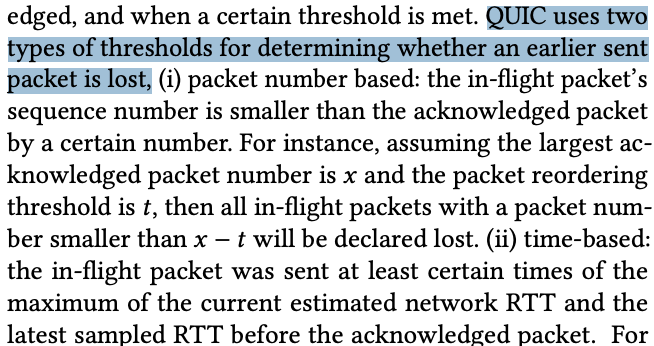 edged, and when a certain threshold is met. QUIC uses two
types of thresholds for determining whether an earlier sent
packet is lost, (i) packet number based: the in-flight packet's
sequence number is smaller than the acknowledged packet
by a certain number. For instance, assuming the largest ac-
knowledged packet number is x and the packet reordering
threshold is t, then all in-flight packets with a packet num-
ber smaller than x − t will be declared lost. (ii) time-based:
the in-flight packet was sent at least certain times of the
maximum of the current estimated network RTT and the
latest sampled RTT before the acknowledged packet. For